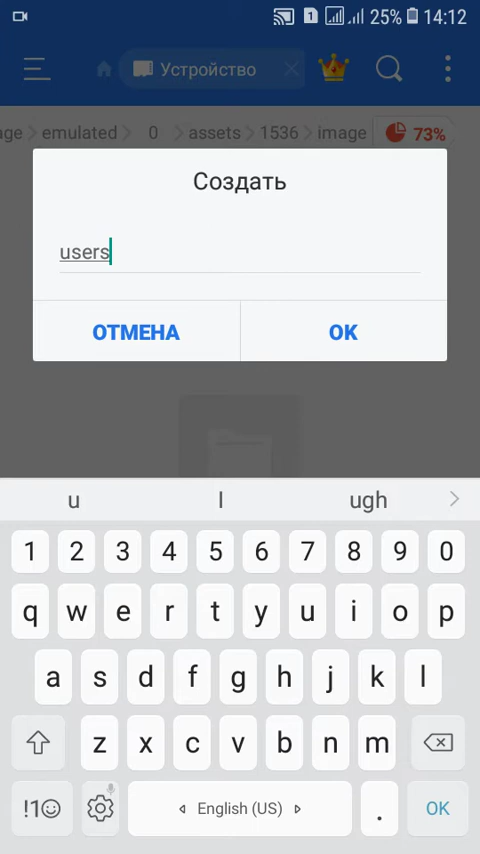 1 25% 14:12
Устройство
age emulated 0 assets 1536 image 73%
Создать
users
ОТМЕНА OK
u l ugh
1 2 3 4 5 6 7 8 9 0
q w e r t y u i o p
a s d f g h j k l
z x c v b n m
!1☺ English (US) . OK